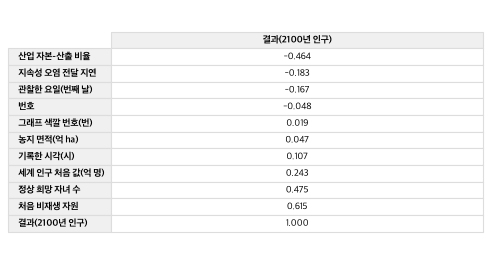 결과(2100년 인구)
산업 자본-산출 비율 -0.464
지속성 오염 전달 지연 -0.183
관찰한 요일(번째 날) -0.167
번호 -0.048
그래프 색깔 번호(번) 0.019
농지 면적(억 ha) 0.047
기록한 시각(시) 0.107
세계 인구 처음 값(억 명) 0.243
정상 희망 자녀 수 0.475
처음 비재생 자원 0.615
결과(2100년 인구) 1.000